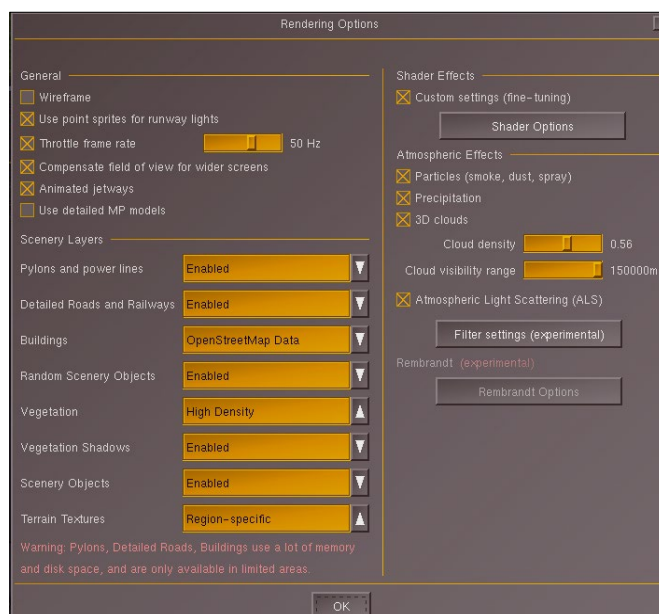 Rendering Options
General
Wireframe
Use point sprites for runway lights
Throttle frame rate 50 Hz
Compensate field of view for wider screens
Animated jetways
Use detailed MP models
Scenery Layers
Pylons and power lines Enabled
Detailed Roads and Railways Enabled
Buildings OpenStreetMap Data
Random Scenery Objects Enabled
Vegetation High Density
Vegetation Shadows Enabled
Scenery Objects Enabled
Terrain Textures Region-specific
Warning: Pylons, Detailed Roads, Buildings use a lot of memory
and disk space, and are only available in limited areas.
Shader Effects
Custom settings (fine-tuning)
Shader Options
Atmospheric Effects
Particles (smoke, dust, spray)
Precipitation
3D clouds
Cloud density 0.56
Cloud visibility range 150000m
Atmospheric Light Scattering (ALS)
Filter settings (experimental)
Rembrandt (experimental)
Rembrandt Options
OK